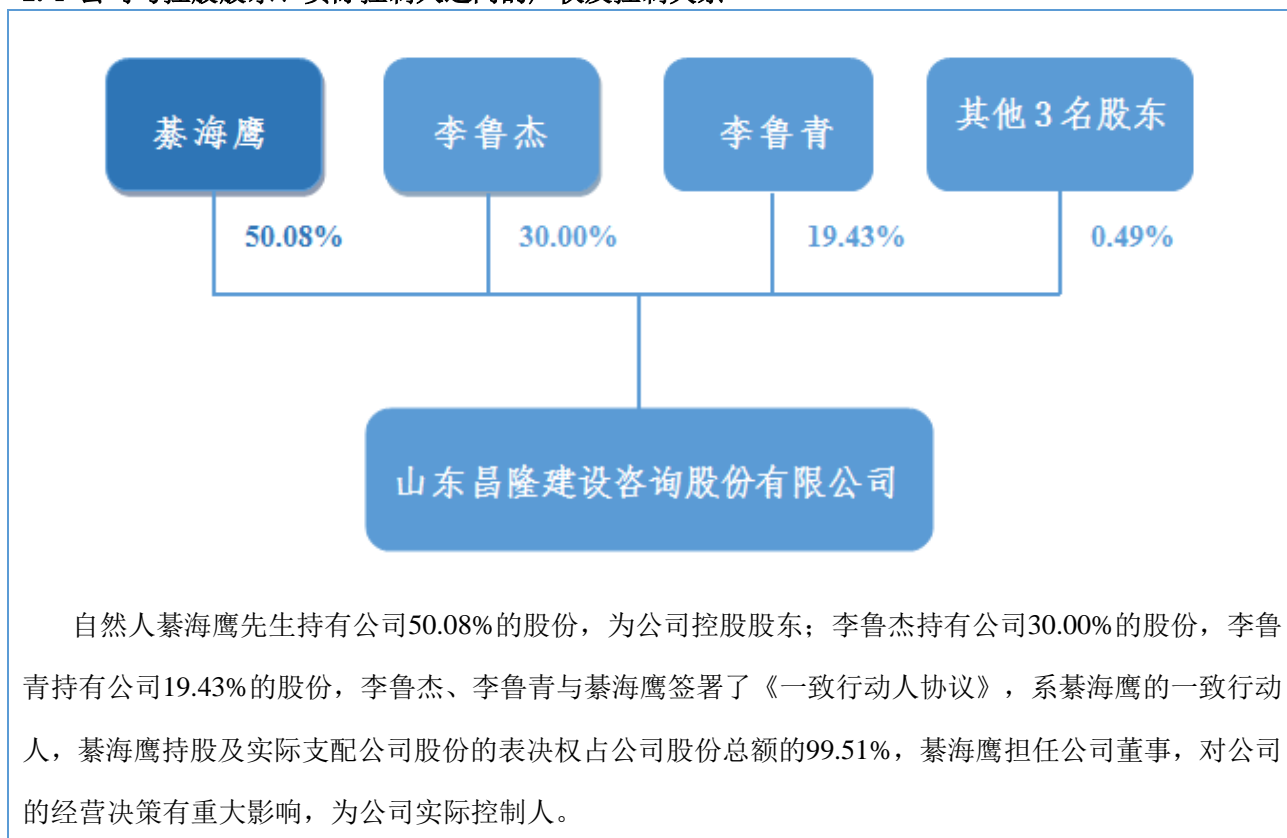 綦海鹰
李鲁杰
李鲁青
其他 3 名股东
50.08%
30.00%
19.43%
0.49%
山东昌隆建设咨询股份有限公司
自然人綦海鹰先生持有公司50.08%的股份，为公司控股股东；李鲁杰持有公司30.00%的股份，李鲁
青持有公司19.43%的股份，李鲁杰、李鲁青与綦海鹰签署了《一致行动人协议》，系綦海鹰的一致行动
人，綦海鹰持股及实际支配公司股份的表决权占公司股份总额的99.51%，綦海鹰担任公司董事，对公司
的经营决策有重大影响，为公司实际控制人。